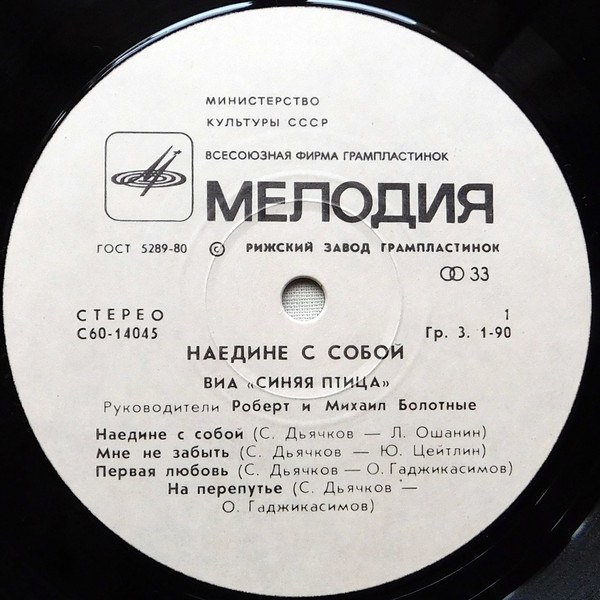 МИНИСТЕРСТВО
КУЛЬТУРЫ СССР
ВСЕСОЮЗНАЯ ФИРМА ГРАМПЛАСТИНОК
МЕЛОДИЯ
ГОСТ 5289-80 © РИЖСКИЙ ЗАВОД ГРАМПЛАСТИНОК
33
СТЕРЕО 1
С60-14045 Гр. 3. 1-90
НАЕДИНЕ С СОБОЙ
ВИА «СИНЯЯ ПТИЦА»
Руководители Роберт и Михаил Болотные
Наедине с собой (С. Дьячков — Л. Ошанин)
Мне не забыть (С. Дьячков — Ю. Цейтлин)
Первая любовь (С. Дьячков — О. Гаджикасимов)
На перепутье (С. Дьячков —
О. Гаджикасимов)